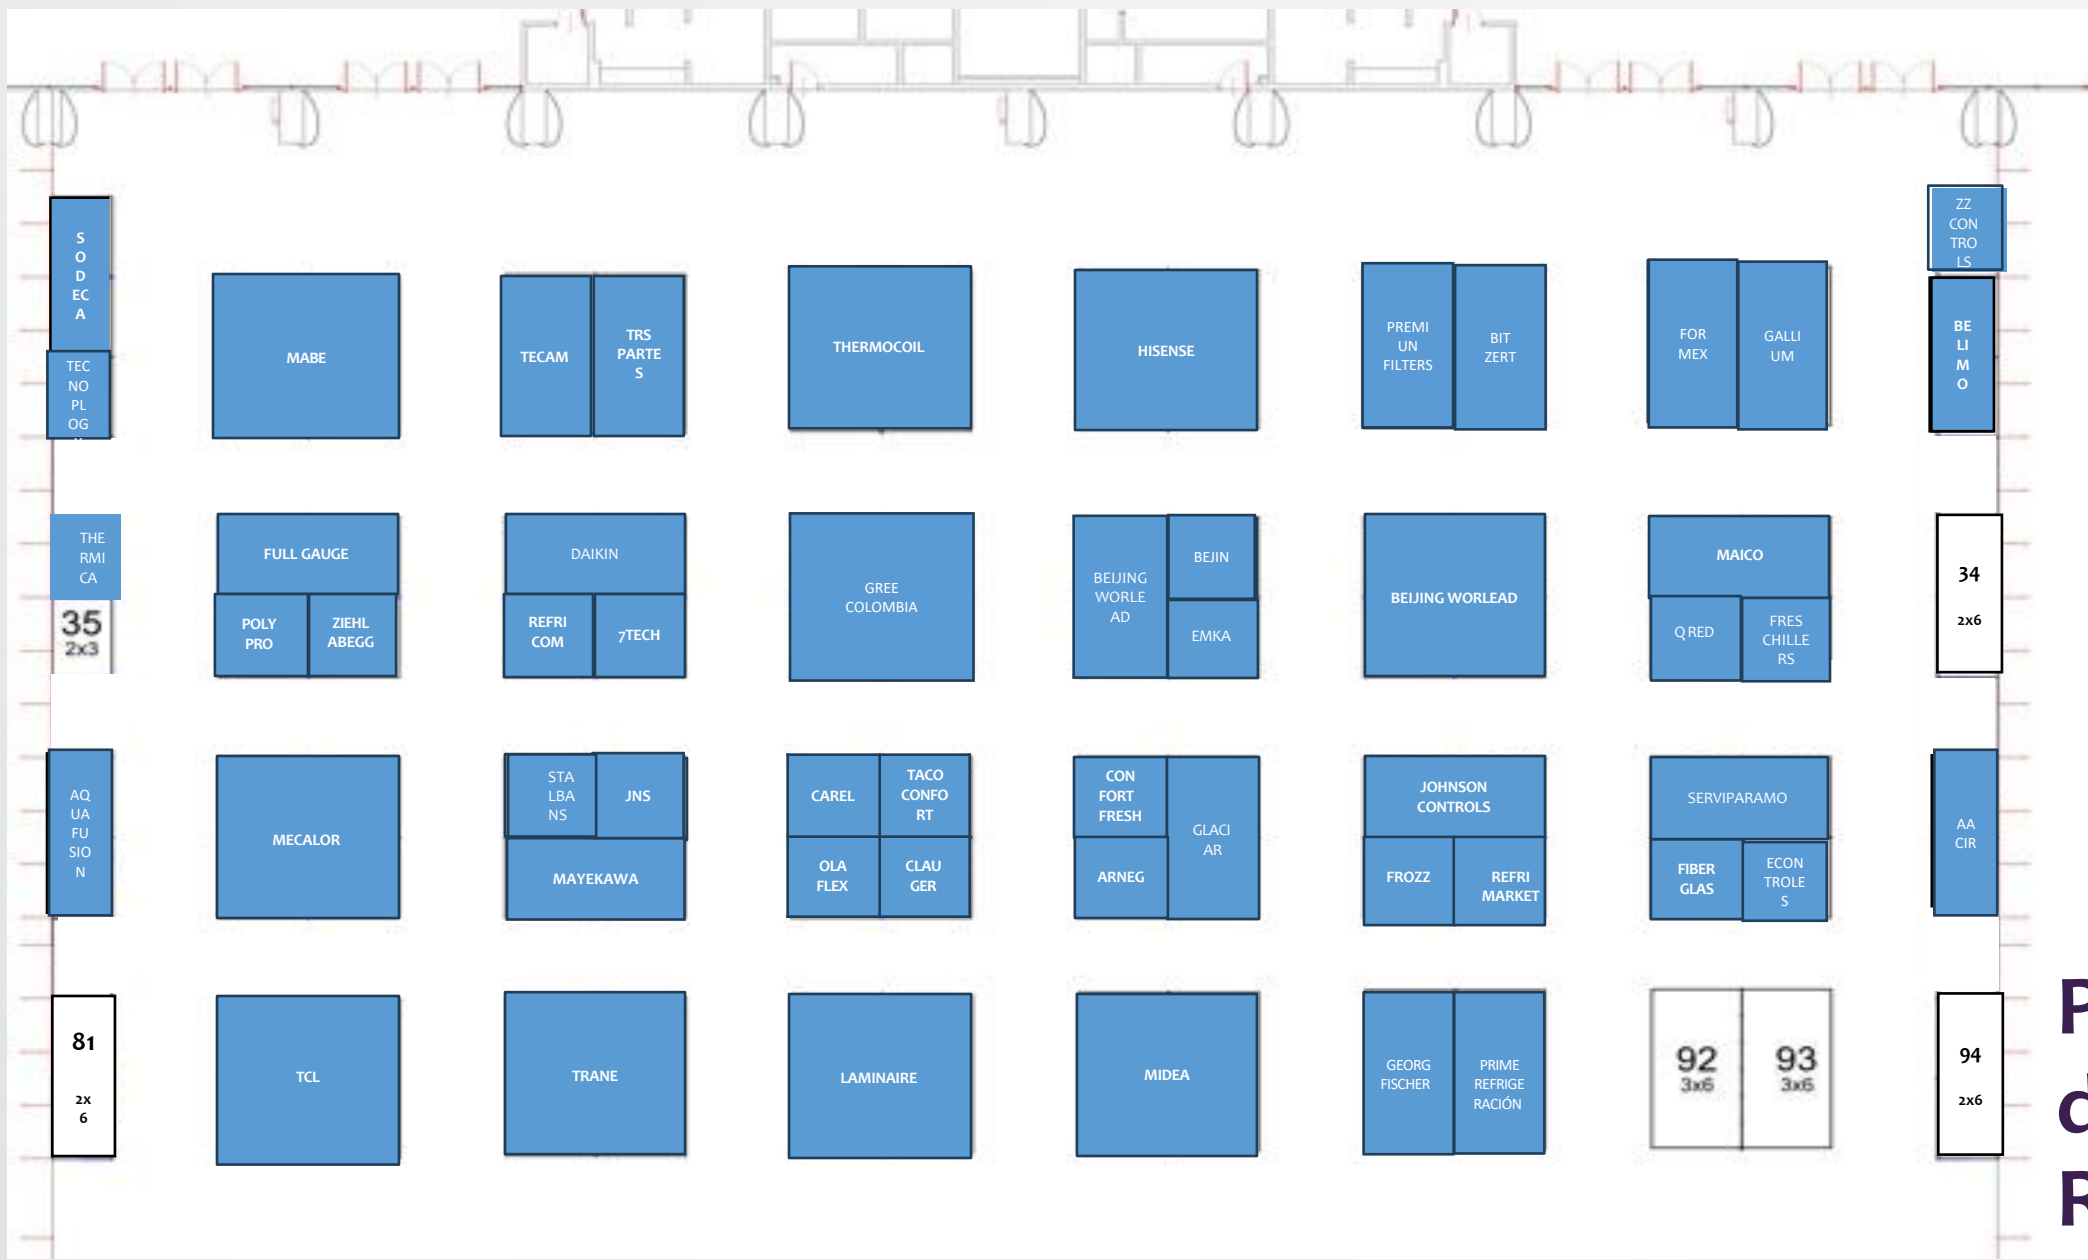 S
O
D
EC
A
TEC
NO
PL
OG
MABE
TECAM
TRS
PARTE
S
THERMOCOIL
HISENSE
PREMI
UN
FILTERS
BIT
ZERT
FOR
MEX
GALLI
UM
ZZ
CON
TRO
LS
BE
LI
M
O
THE
RMI
CA
35
2x3
FULL GAUGE
POLY
PRO
ZIEHL
ABEGG
DAIKIN
REFRI
COM
7TECH
GREE
COLOMBIA
BEIJING
WORLE
AD
BEJIN
EMKA
BEIJING WORLEAD
MAICO
Q RED
FRES
CHILLE
RS
34
2x6
AQ
UA
FU
SIO
N
MECALOR
STA
LBA
NS
JNS
MAYEKAWA
CAREL
TACO
CONFO
RT
OLA
FLEX
CLAU
GER
CON
FORT
FRESH
ARNEG
GLACI
AR
JOHNSON
CONTROLS
FROZZ
REFRI
MARKET
SERVIPARAMO
FIBER
GLAS
ECON
TROLE
S
AA
CIR
81
2x
6
TCL
TRANE
LAMINAIRE
MIDEA
GEORG
FISCHER
PRIME
REFRIGE
RACIÓN
92
3x6
93
3x6
94
2x6
P
d
R